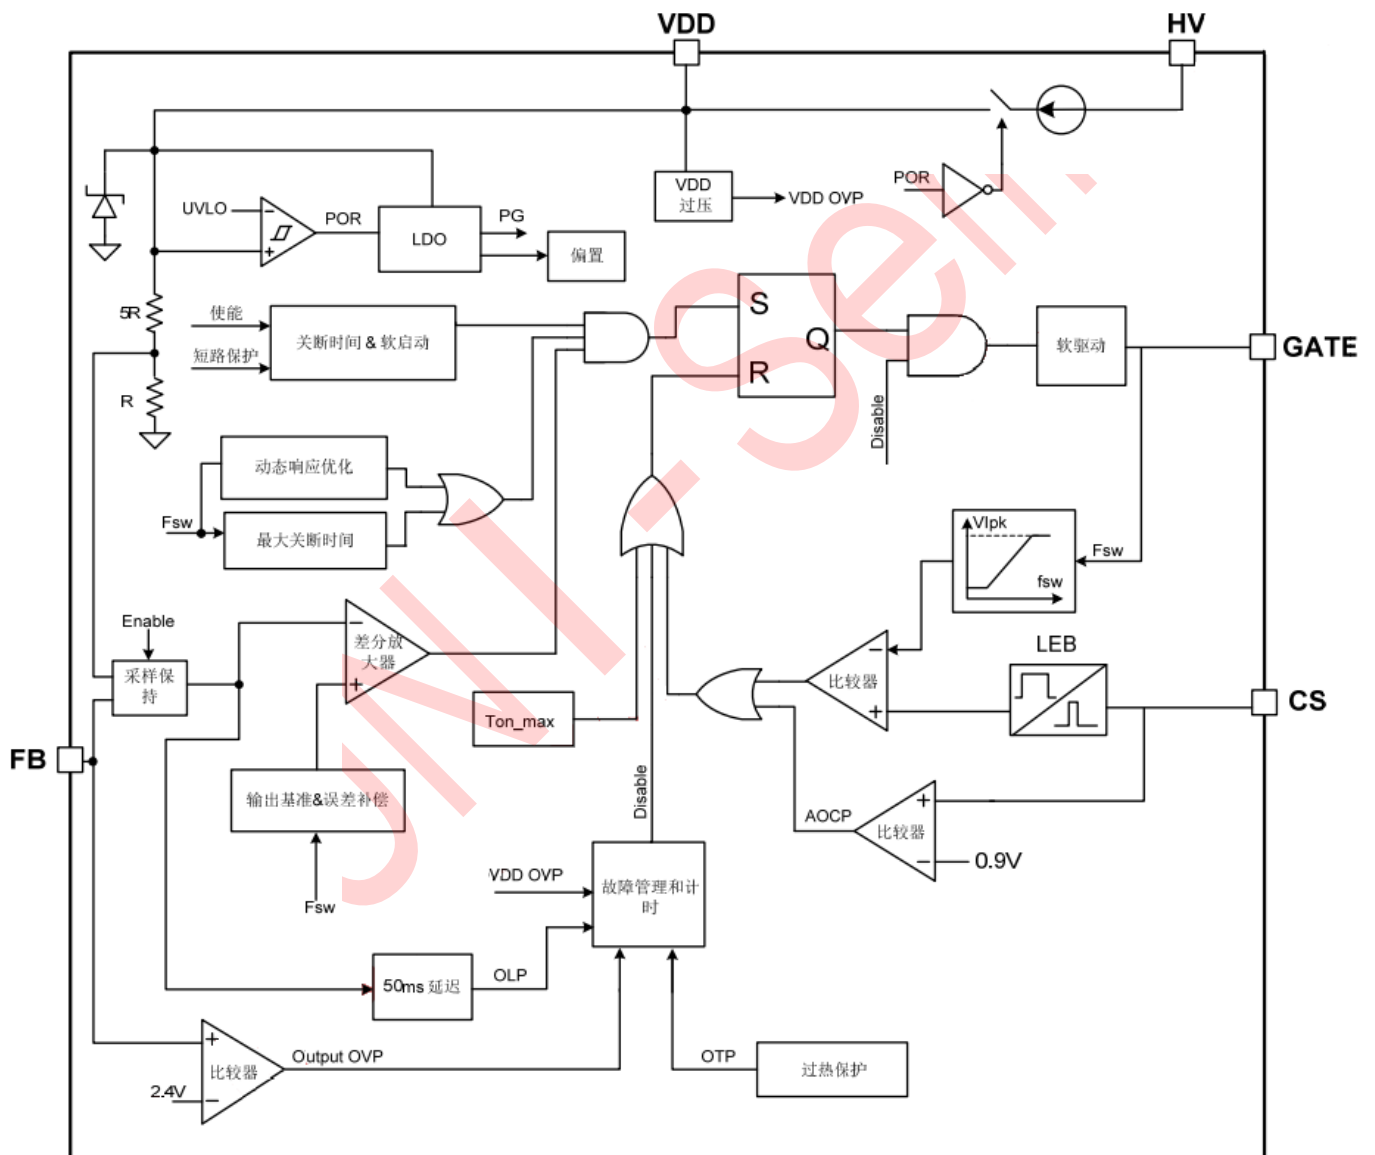 VDD
HV
POR
VDD
过压
VDD OVP
UVLO
−
+
POR
LDO
PG
偏置
5R
R
使能
短路保护
关断时间 & 软启动
S
R
Q
Disable
软驱动
GATE
动态响应优化
Fsw
最大关断时间
VIpk
fsw
Fsw
Enable
采样保
持
−
差分放
大器
+
Ton_max
−
比较器
+
LEB
CS
FB
输出基准&误差补偿
Fsw
Disable
AOCP
+
比较器
−
0.9V
VDD OVP
故障管理和计
时
50ms 延迟
OLP
+
比较器
−
2.4V
Output OVP
OTP
过热保护
UNI-Sem